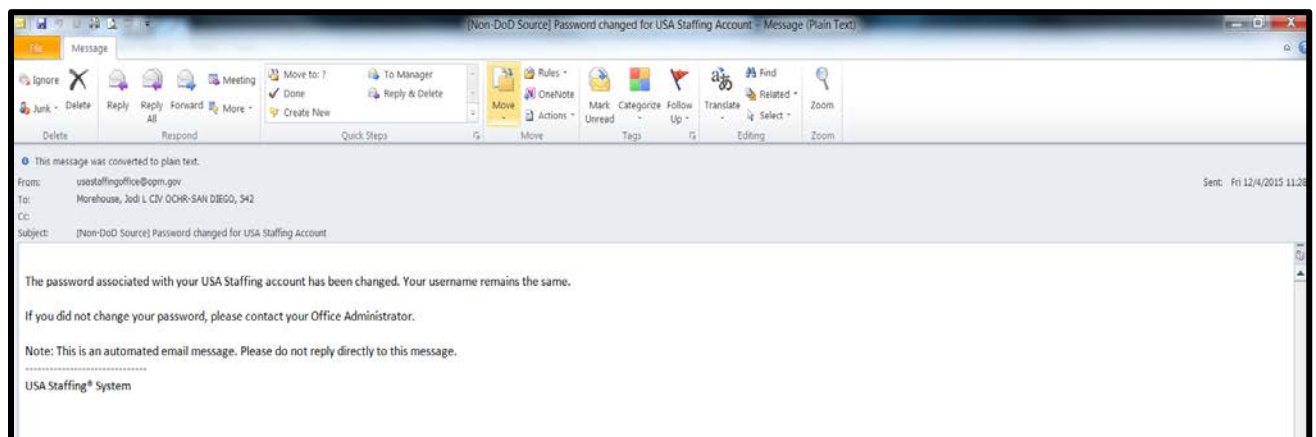 [Non-DoD Source] Password changed for USA Staffing Account - Message (Plain Text)
File Message
Ignore
Junk
Delete
Reply
Reply All
Forward
Meeting
More
Move to: ?
Done
Create New
To Manager
Reply & Delete
Move
Rules
OneNote
Actions
Mark Unread
Categorize
Follow Up
Translate
Find
Related
Select
Zoom
Delete Respond Quick Steps Move Tags Editing Zoom
This message was converted to plain text.
From: usastaffingoffice@opm.gov Sent: Fri 12/4/2015 11:28
To: Morehouse, Jodi L CIV OCHR-SAN DIEGO, 542
Cc:
Subject: [Non-DoD Source] Password changed for USA Staffing Account
The password associated with your USA Staffing account has been changed. Your username remains the same.
If you did not change your password, please contact your Office Administrator.
Note: This is an automated email message. Please do not reply directly to this message.
------------------------------
USA Staffing® System